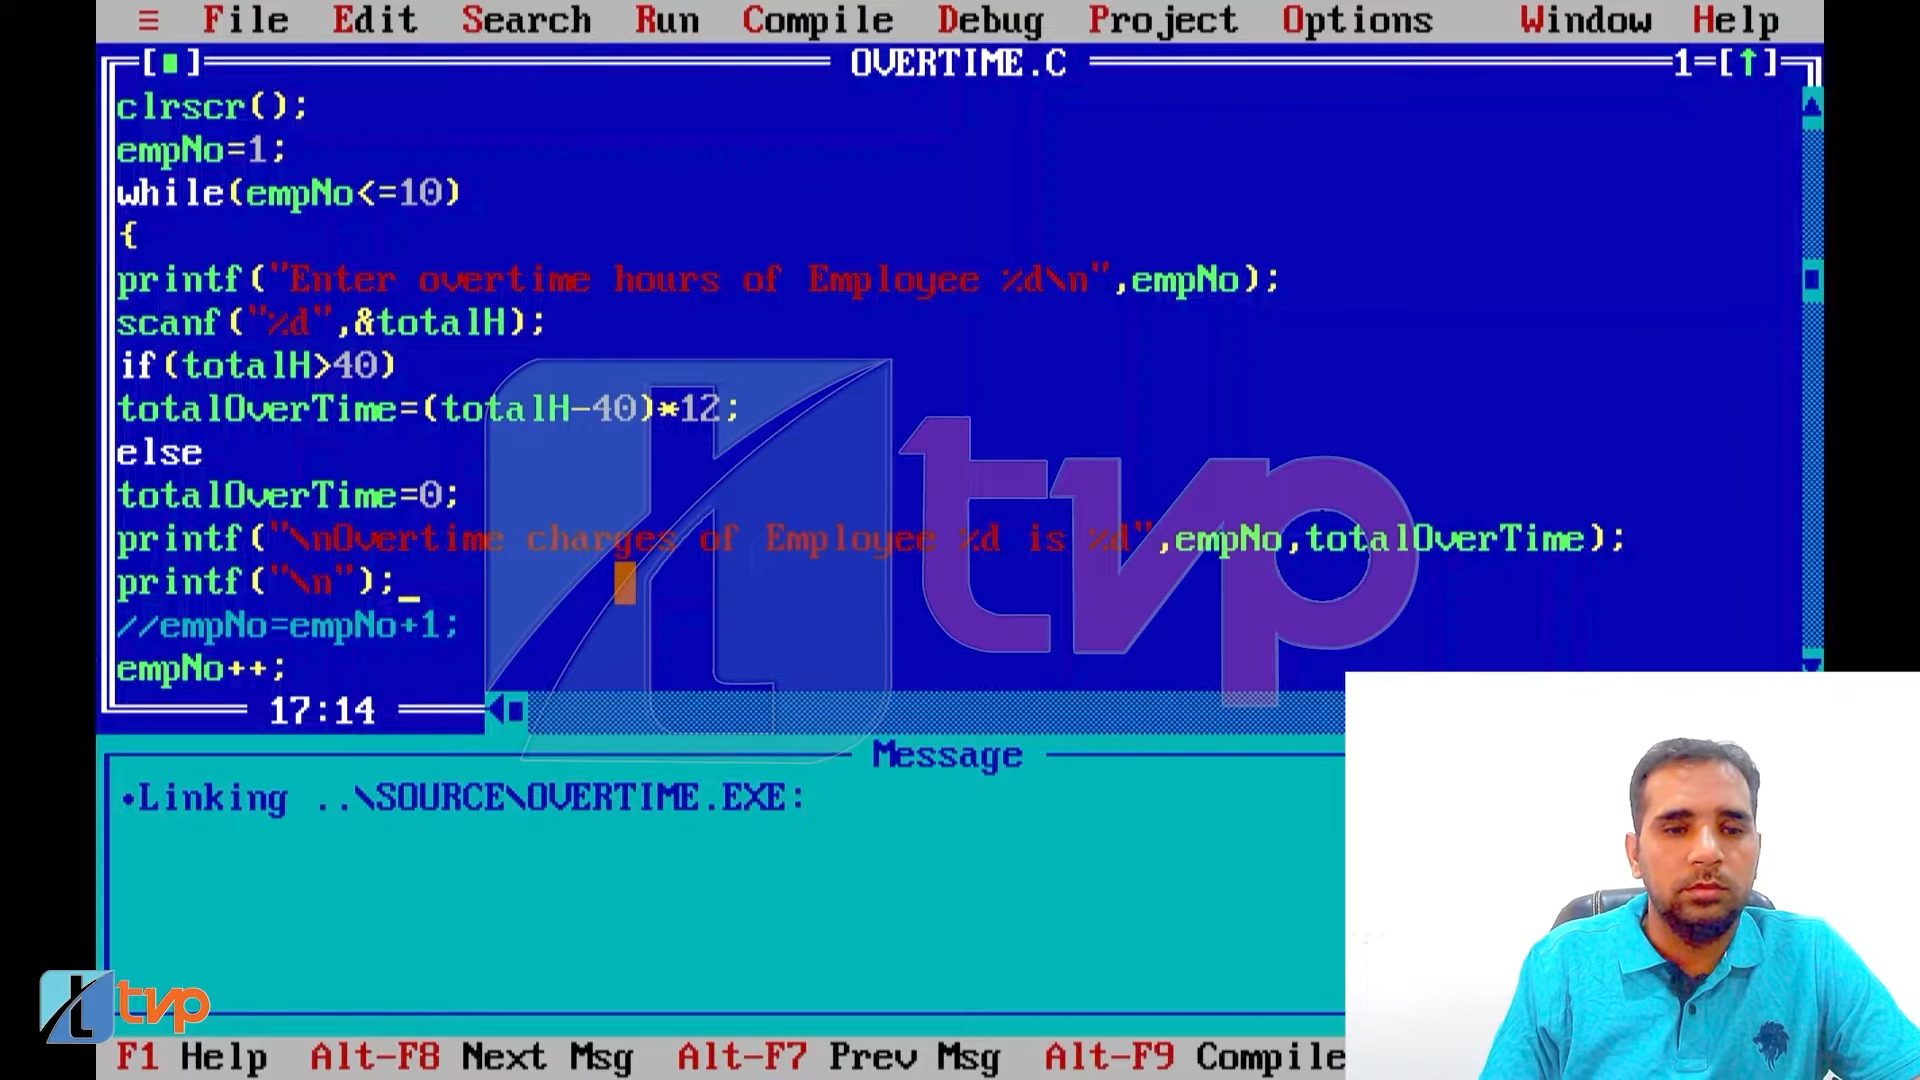 ≡ File Edit Search Run Compile Debug Project Options Window Help
[■] OVERTIME.C 1=[↑]
clrscr();
empNo=1;
while(empNo<=10)
{
printf("Enter overtime hours of Employee %d\n",empNo);
scanf("%d",&totalH);
if(totalH>40)
totalOverTime=(totalH-40)*12;
else
totalOverTime=0;
printf("\nOvertime charges of Employee %d is %d",empNo,totalOverTime);
printf("\n");_
//empNo=empNo+1;
empNo++;
17:14
tvp
Message
•Linking ..\SOURCE\OVERTIME.EXE:
tvp
F1 Help Alt-F8 Next Msg Alt-F7 Prev Msg Alt-F9 Compile